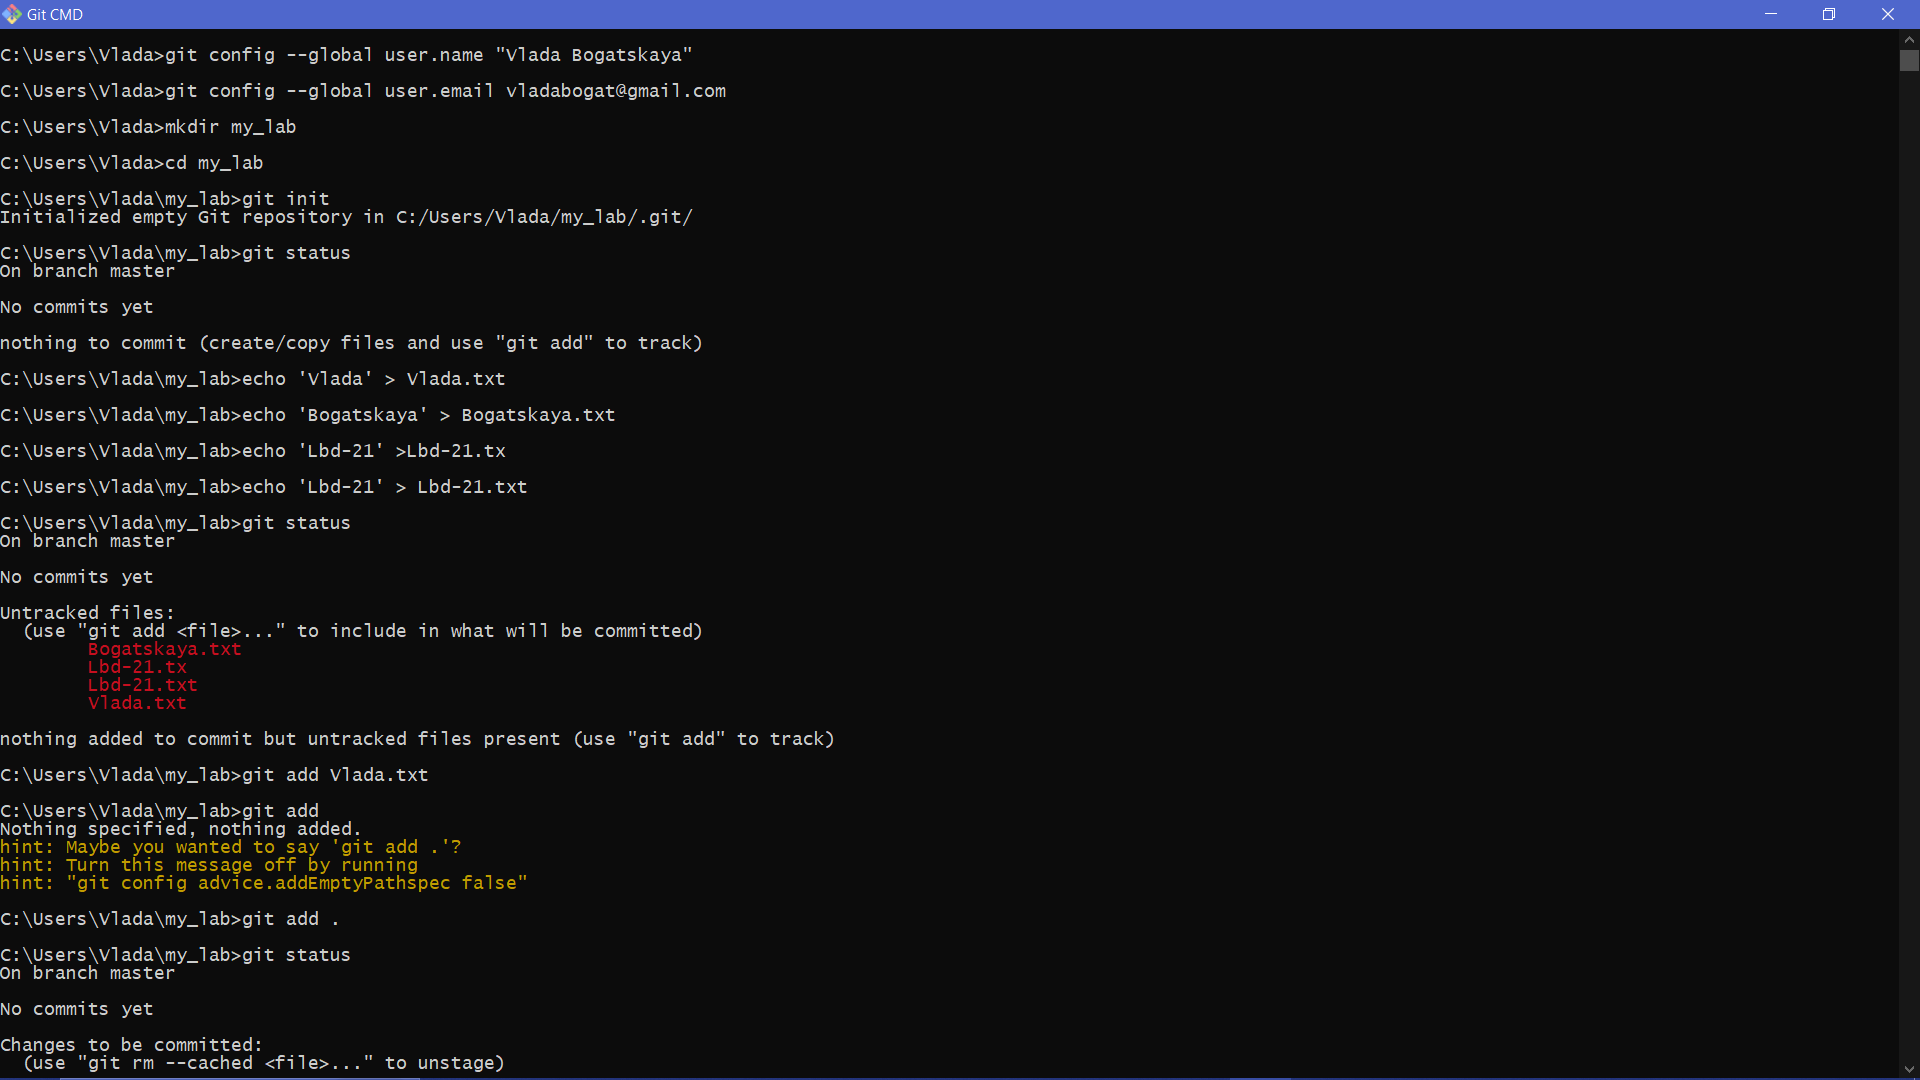 Git CMD
C:\Users\Vlada>git config --global user.name "Vlada Bogatskaya"
C:\Users\Vlada>git config --global user.email vladabogat@gmail.com
C:\Users\Vlada>mkdir my_lab
C:\Users\Vlada>cd my_lab
C:\Users\Vlada\my_lab>git init
Initialized empty Git repository in C:/Users/Vlada/my_lab/.git/
C:\Users\Vlada\my_lab>git status
On branch master
No commits yet
nothing to commit (create/copy files and use "git add" to track)
C:\Users\Vlada\my_lab>echo 'Vlada' > Vlada.txt
C:\Users\Vlada\my_lab>echo 'Bogatskaya' > Bogatskaya.txt
C:\Users\Vlada\my_lab>echo 'Lbd-21' >Lbd-21.tx
C:\Users\Vlada\my_lab>echo 'Lbd-21' > Lbd-21.txt
C:\Users\Vlada\my_lab>git status
On branch master
No commits yet
Untracked files:
  (use "git add <file>..." to include in what will be committed)
        Bogatskaya.txt
        Lbd-21.tx
        Lbd-21.txt
        Vlada.txt
nothing added to commit but untracked files present (use "git add" to track)
C:\Users\Vlada\my_lab>git add Vlada.txt
C:\Users\Vlada\my_lab>git add
Nothing specified, nothing added.
hint: Maybe you wanted to say 'git add .'?
hint: Turn this message off by running
hint: "git config advice.addEmptyPathspec false"
C:\Users\Vlada\my_lab>git add .
C:\Users\Vlada\my_lab>git status
On branch master
No commits yet
Changes to be committed:
  (use "git rm --cached <file>..." to unstage)